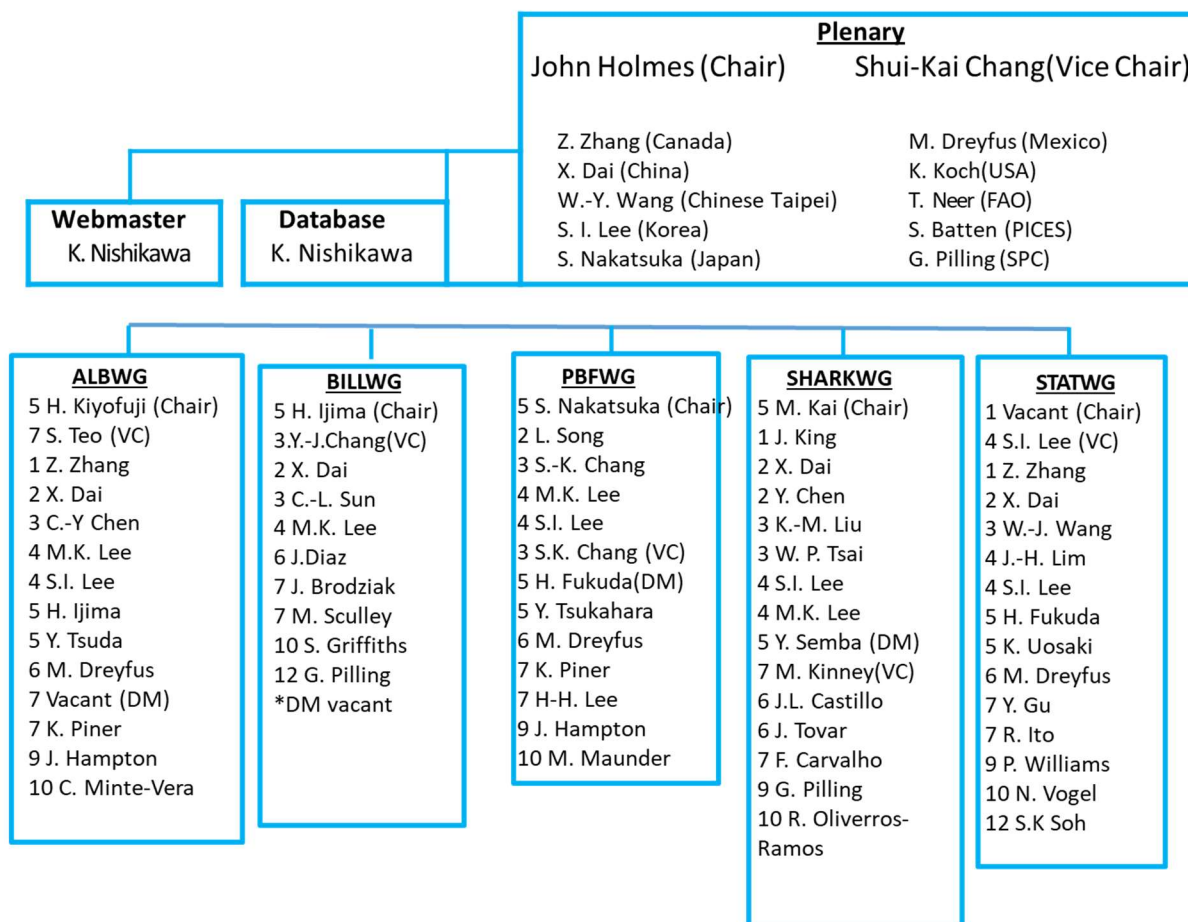 Plenary
John Holmes (Chair) Shui-Kai Chang(Vice Chair)
Z. Zhang (Canada)
X. Dai (China)
W.-Y. Wang (Chinese Taipei)
S. I. Lee (Korea)
S. Nakatsuka (Japan)
M. Dreyfus (Mexico)
K. Koch(USA)
T. Neer (FAO)
S. Batten (PICES)
G. Pilling (SPC)
Webmaster
K. Nishikawa
Database
K. Nishikawa
ALBWG
5 H. Kiyofuji (Chair)
7 S. Teo (VC)
1 Z. Zhang
2 X. Dai
3 C.-Y Chen
4 M.K. Lee
4 S.I. Lee
5 H. Ijima
5 Y. Tsuda
6 M. Dreyfus
7 Vacant (DM)
7 K. Piner
9 J. Hampton
10 C. Minte-Vera
BILLWG
5 H. Ijima (Chair)
3.Y.-J.Chang(VC)
2 X. Dai
3 C.-L. Sun
4 M.K. Lee
6 J.Diaz
7 J. Brodziak
7 M. Sculley
10 S. Griffiths
12 G. Pilling
*DM vacant
PBFWG
5 S. Nakatsuka (Chair)
2 L. Song
3 S.-K. Chang
4 M.K. Lee
4 S.I. Lee
3 S.K. Chang (VC)
5 H. Fukuda(DM)
5 Y. Tsukahara
6 M. Dreyfus
7 K. Piner
7 H-H. Lee
9 J. Hampton
10 M. Maunder
SHARKWG
5 M. Kai (Chair)
1 J. King
2 X. Dai
2 Y. Chen
3 K.-M. Liu
3 W. P. Tsai
4 S.I. Lee
4 M.K. Lee
5 Y. Semba (DM)
7 M. Kinney(VC)
6 J.L. Castillo
6 J. Tovar
7 F. Carvalho
9 G. Pilling
10 R. Oliverros-
Ramos
STATWG
1 Vacant (Chair)
4 S.I. Lee (VC)
1 Z. Zhang
2 X. Dai
3 W.-J. Wang
4 J.-H. Lim
4 S.I. Lee
5 H. Fukuda
5 K. Uosaki
6 M. Dreyfus
7 Y. Gu
7 R. Ito
9 P. Williams
10 N. Vogel
12 S.K Soh